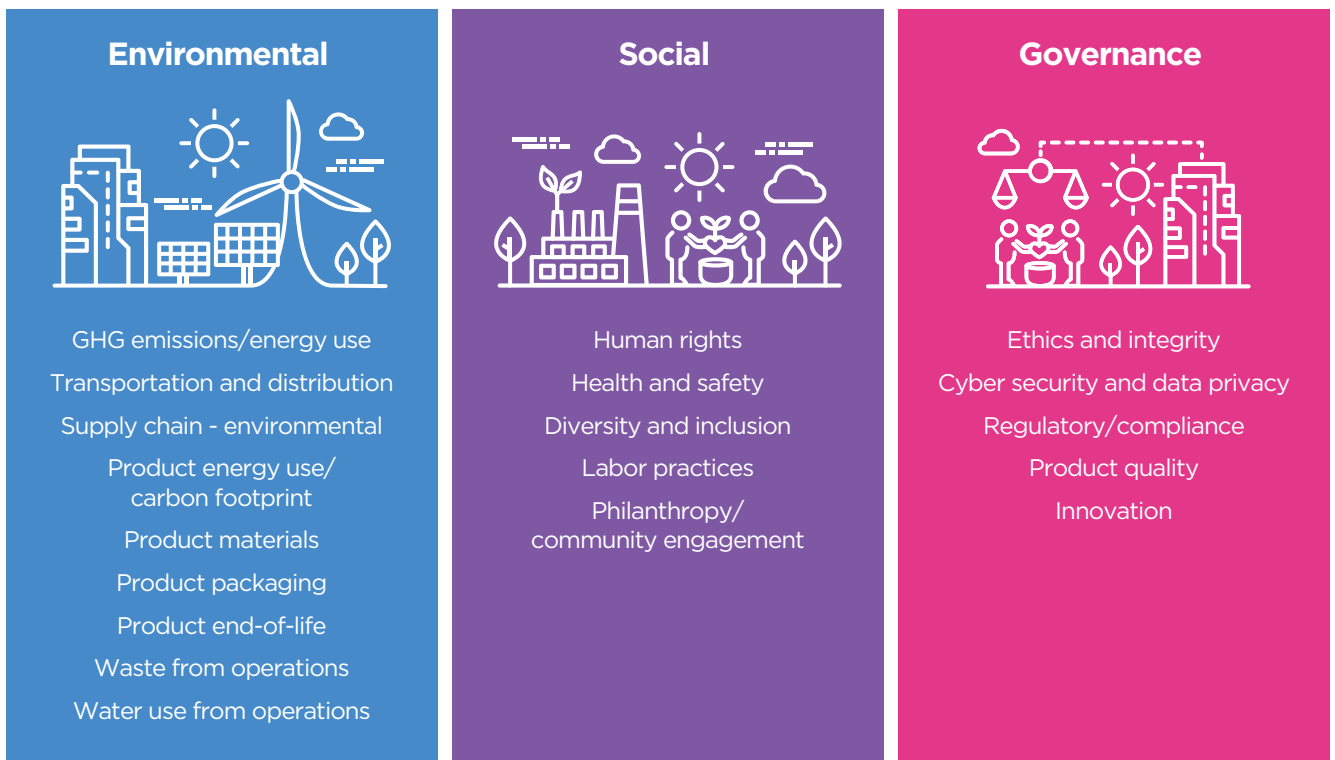 Environmental
GHG emissions/energy use
Transportation and distribution
Supply chain - environmental
Product energy use/
carbon footprint
Product materials
Product packaging
Product end-of-life
Waste from operations
Water use from operations
Social
Human rights
Health and safety
Diversity and inclusion
Labor practices
Philanthropy/
community engagement
Governance
Ethics and integrity
Cyber security and data privacy
Regulatory/compliance
Product quality
Innovation